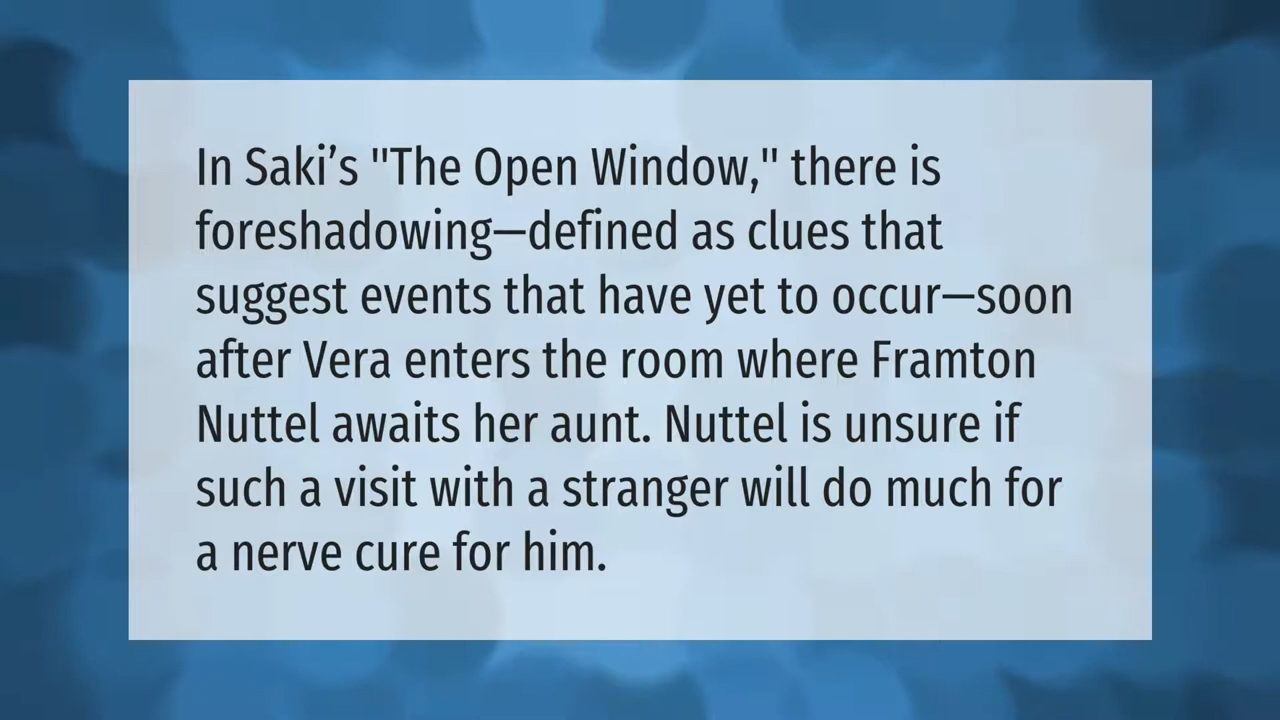 In Saki’s "The Open Window," there is
foreshadowing—defined as clues that
suggest events that have yet to occur—soon
after Vera enters the room where Framton
Nuttel awaits her aunt. Nuttel is unsure if
such a visit with a stranger will do much for
a nerve cure for him.